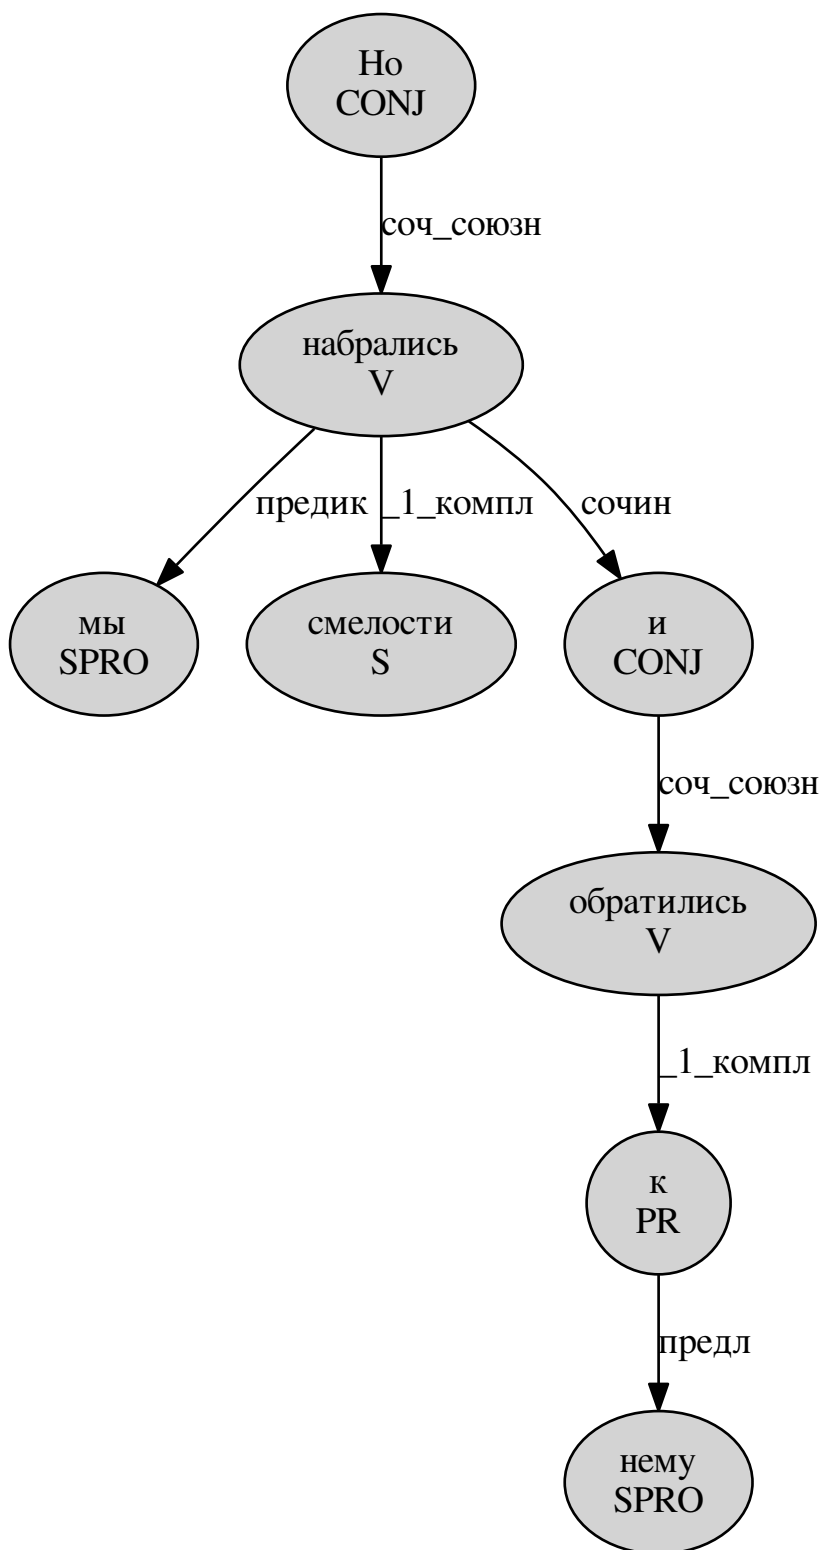 Но
CONJ
соч_союзн
набрались
V
предик
_1_компл
сочин
мы
SPRO
смелости
S
и
CONJ
соч_союзн
обратились
V
_1_компл
к
PR
предл
нему
SPRO